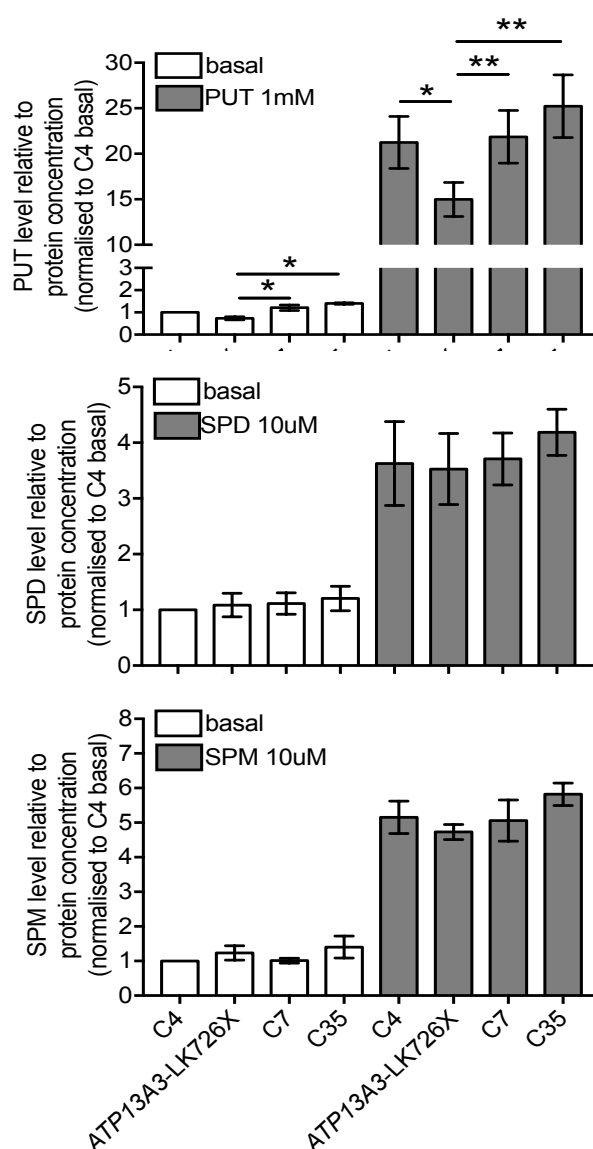 basal
PUT 1mM
PUT level relative to
protein concentration
(normalised to C4 basal)
30
25
20
15
10
3
2
1
0
*
*
*
**
**
basal
SPD 10uM
SPD level relative to
protein concentration
(normalised to C4 basal)
5
4
3
2
1
0
basal
SPM 10uM
SPM level relative to
protein concentration
(normalised to C4 basal)
8
7
6
5
4
3
2
1
0
C4
ATP13A3-LK726X
C7
C35
C4
ATP13A3-LK726X
C7
C35